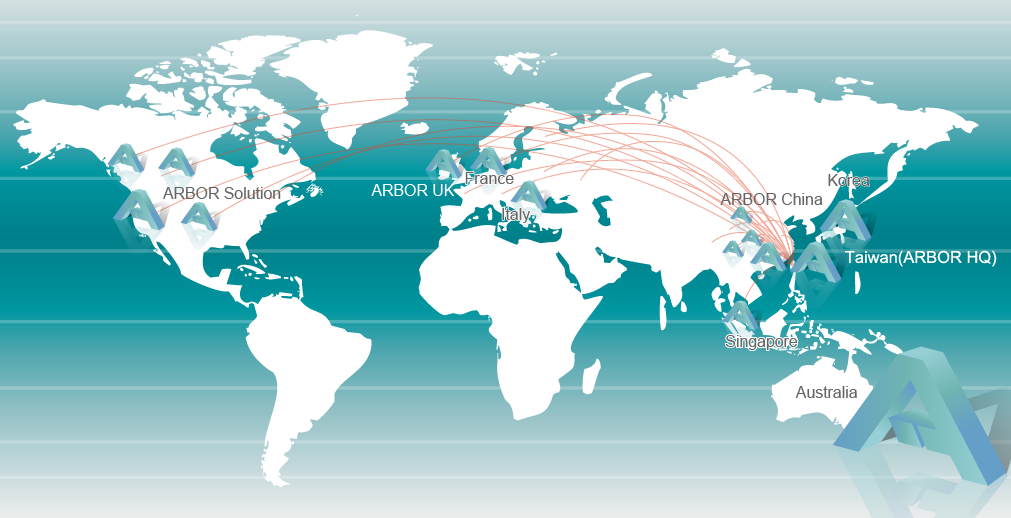 Korea
France
ARBOR UK
ARBOR Solution
ARBOR China
Italy
Taiwan(ARBOR HQ)
Singapore
Australia